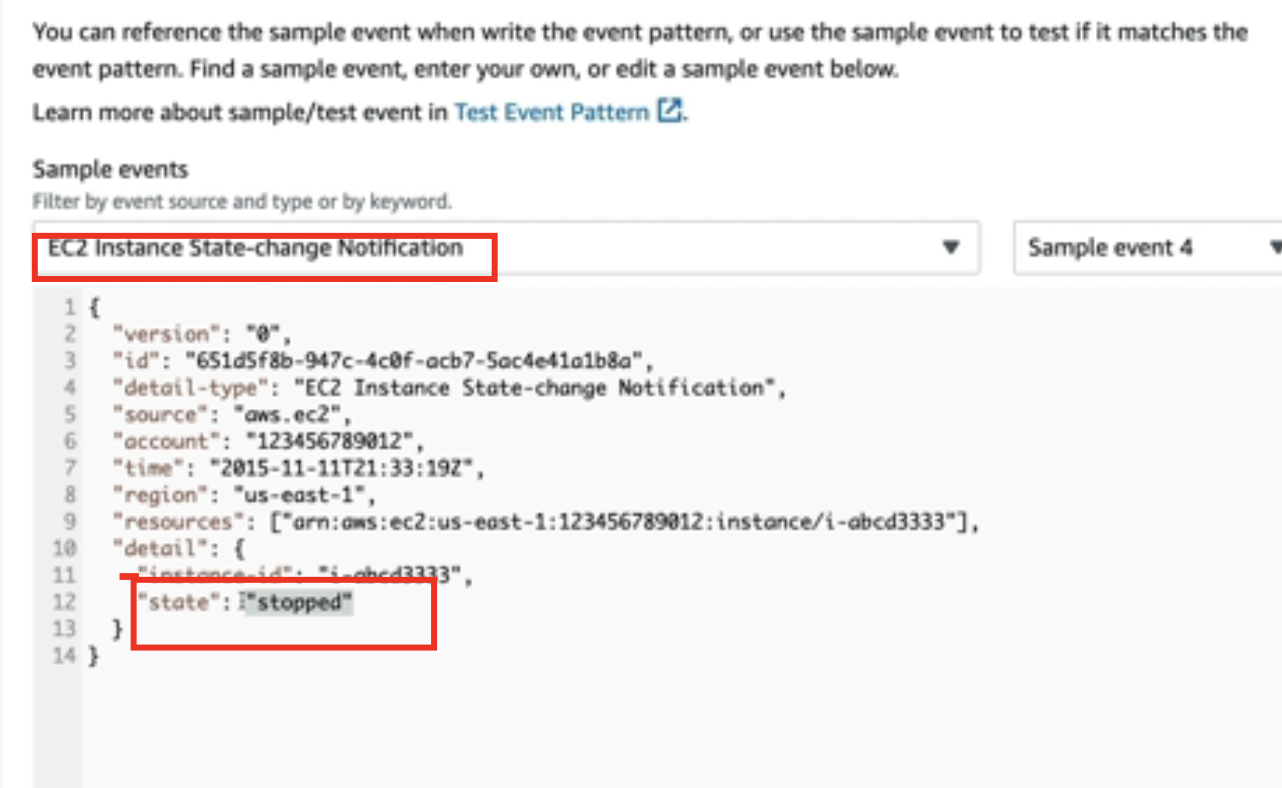 You can reference the sample event when write the event pattern, or use the sample event to test if it matches the
event pattern. Find a sample event, enter your own, or edit a sample event below.
Learn more about sample/test event in Test Event Pattern.
Sample events
Filter by event source and type or by keyword.
EC2 Instance State-change Notification
Sample event 4
1 {
2 "version": "0",
3 "id": "651d5f8b-947c-4c0f-acb7-5ac4e41a1b8a",
4 "detail-type": "EC2 Instance State-change Notification",
5 "source": "aws.ec2",
6 "account": "123456789012",
7 "time": "2015-11-11T21:33:19Z",
8 "region": "us-east-1",
9 "resources": ["arn:aws:ec2:us-east-1:123456789012:instance/i-abcd3333"],
10 "detail": {
11 "instance-id": "i-abcd3333",
12 "state": "stopped"
13 }
14 }